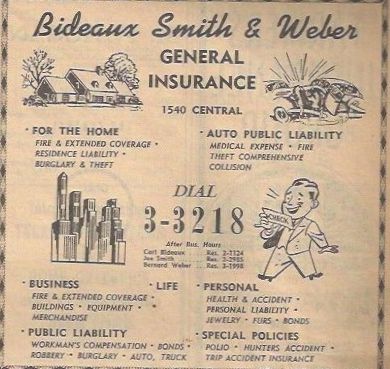 Bideaux Smith & Weber
GENERAL
INSURANCE
1540 CENTRAL
· FOR THE HOME
FIRE & EXTENDED COVERAGE ·
RESIDENCE LIABILITY ·
BURGLARY & THEFT
· AUTO PUBLIC LIABILITY
MEDICAL EXPENSE · FIRE
THEFT COMPREHENSIVE
COLLISION
DIAL
3-3218
After Bus. Hours
Carl Bideaux ...... Res. 2-1124
Joe Smith ...... Res. 3-2985
Bernard Weber .. Res. 3-1998
CHECK
· BUSINESS
FIRE & EXTENDED COVERAGE ·
BUILDINGS · EQUIPMENT ·
MERCHANDISE
· LIFE
· PERSONAL
HEALTH & ACCIDENT ·
PERSONAL LIABILITY ·
JEWELRY · FURS · BONDS
· PUBLIC LIABILITY
WORKMAN'S COMPENSATION · BONDS ·
ROBBERY · BURGLARY · AUTO, TRUCK
· SPECIAL POLICIES
POLIO · HUNTERS ACCIDENT ·
TRIP ACCIDENT INSURANCE